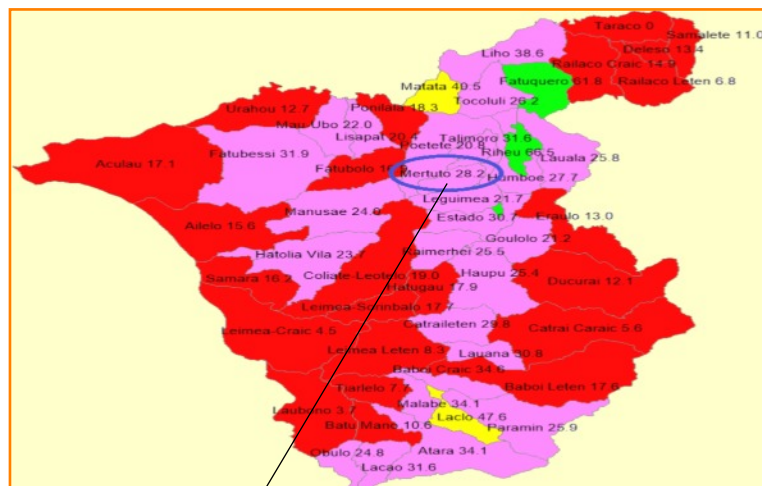 Taraco 0
Samalete 11.0
Liho 38.6
Deleso 13.4
Railaco Craic 14.9
Matata 40.5
Fatuquero 61.8
Railaco Leten 6.8
Tocoluli 26.2
Urahou 12.7
Ponilala 48.3
Mau-Ubo 22.0
Lisapat 20.4
Talimoro 31.6
Poetete 20.8
Riheu 66.5
Lauala 25.8
Aculau 17.1
Fatubessi 31.9
Fatubolo
Mertuto 28.2
Humboe 27.7
Leguimea 21.7
Manusae 24.0
Estado 30.7
Eraulo 13.0
Ailelo 15.6
Goulolo 21.2
Hatolia Vila 23.7
Raimerhei 25.5
Samara 16.2
Coliate-Leotelo 19.0
Haupu 25.4
Hatugau 17.9
Ducurai 12.1
Leimea-Sorinbalo 17.7
Leimea-Craic 4.5
Catraileten 29.8
Catrai Caraic 5.6
Leimea Leten 8.3
Lauana 30.8
Baboi Craic 34.6
Tiarlelo 7.7
Baboi Leten 17.6
Malabe 34.1
Laubono 3.7
Laclo 47.6
Batu Mano 10.6
Paramin 25.9
Obulo 24.8
Atara 34.1
Lacao 31.6